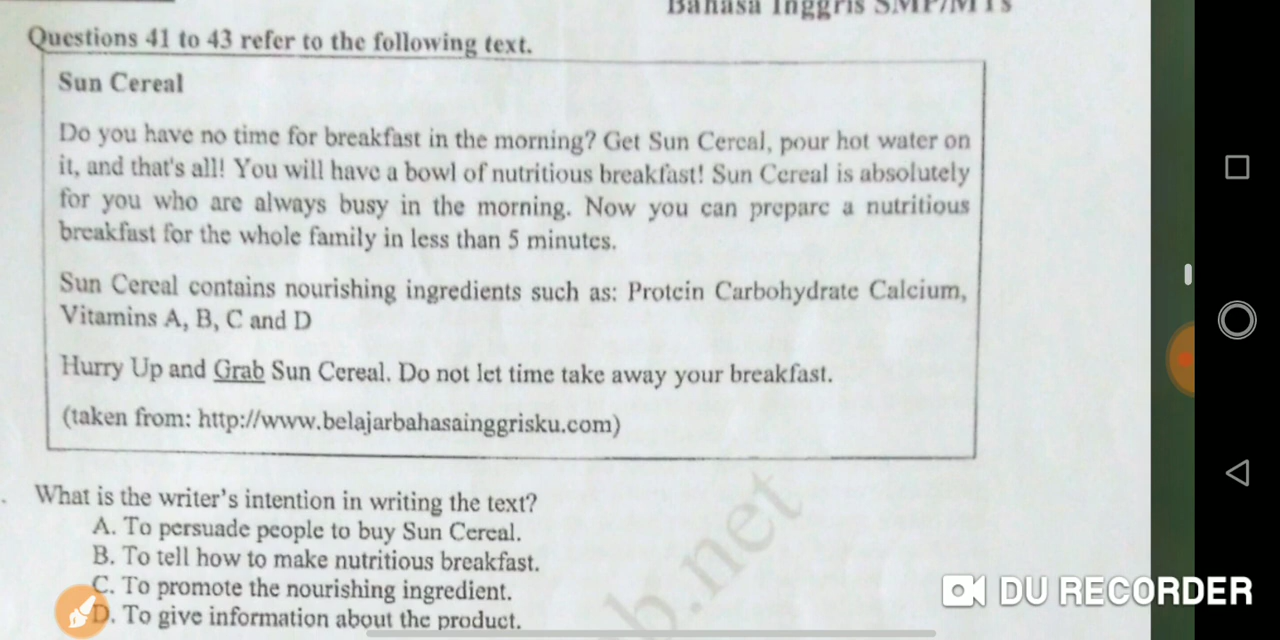 Bahasa Inggris SMP/MTs
Questions 41 to 43 refer to the following text.
Sun Cereal
Do you have no time for breakfast in the morning? Get Sun Cereal, pour hot water on
it, and that's all! You will have a bowl of nutritious breakfast! Sun Cereal is absolutely
for you who are always busy in the morning. Now you can prepare a nutritious
breakfast for the whole family in less than 5 minutes.
Sun Cereal contains nourishing ingredients such as: Protein Carbohydrate Calcium,
Vitamins A, B, C and D
Hurry Up and Grab Sun Cereal. Do not let time take away your breakfast.
(taken from: http://www.belajarbahasainggrisku.com)
. What is the writer's intention in writing the text?
A. To persuade people to buy Sun Cereal.
B. To tell how to make nutritious breakfast.
C. To promote the nourishing ingredient.
D. To give information about the product.
b.net
DU RECORDER